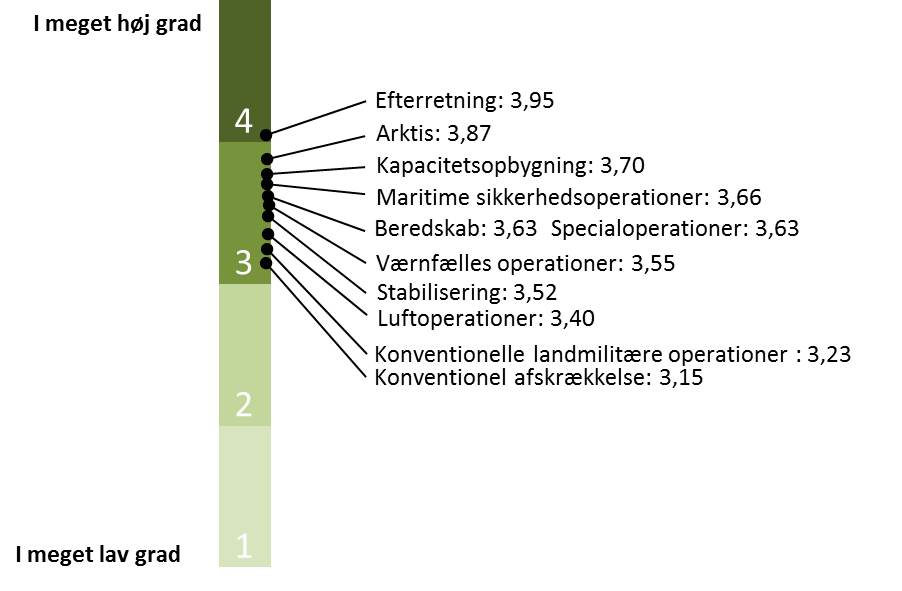 I meget høj grad
4
Efterretning: 3,95
Arktis: 3,87
Kapacitetsopbygning: 3,70
Maritime sikkerhedsoperationer: 3,66
Beredskab: 3,63  Specialoperationer: 3,63
Værnfælles operationer: 3,55
3
Stabilisering: 3,52
Luftoperationer: 3,40
Konventionelle landmilitære operationer : 3,23
Konventionel afskrækkelse: 3,15
2
1
I meget lav grad